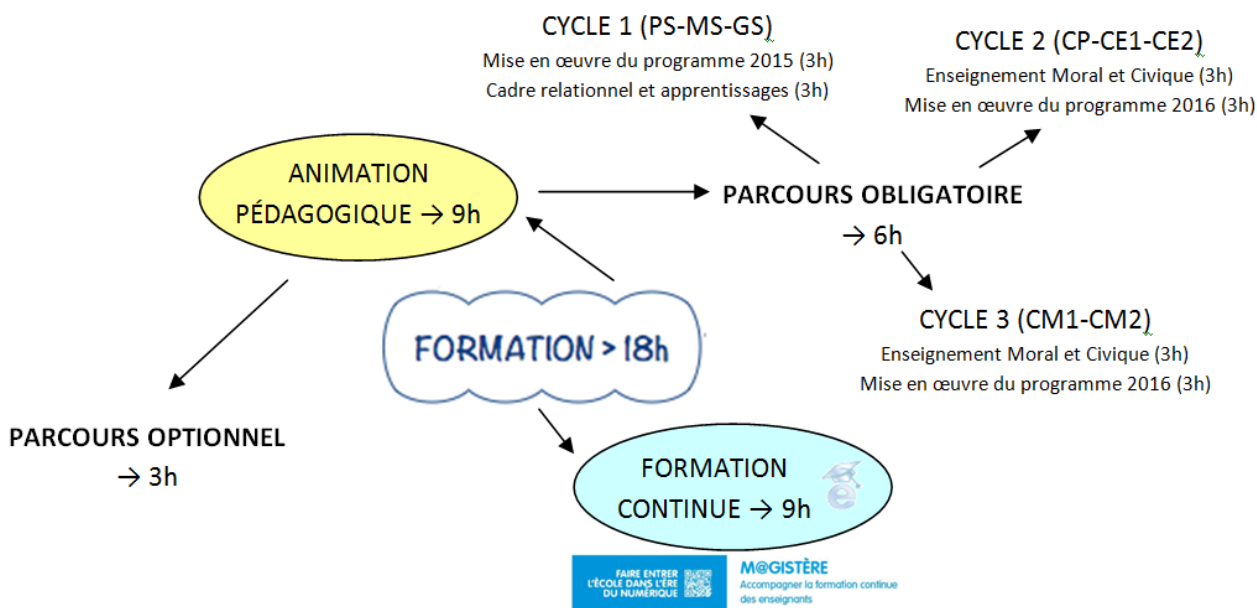 CYCLE 1 (PS-MS-GS)
Mise en œuvre du programme 2015 (3h)
Cadre relationnel et apprentissages (3h)
CYCLE 2 (CP-CE1-CE2)
Enseignement Moral et Civique (3h)
Mise en œuvre du programme 2016 (3h)
ANIMATION
PÉDAGOGIQUE → 9h
PARCOURS OBLIGATOIRE
→ 6h
FORMATION > 18h
CYCLE 3 (CM1-CM2)
Enseignement Moral et Civique (3h)
Mise en œuvre du programme 2016 (3h)
PARCOURS OPTIONNEL
→ 3h
FORMATION
CONTINUE → 9h
e
FAIRE ENTRER
L'ÉCOLE DANS L'ÈRE
DU NUMÉRIQUE
M@GISTÈRE
Accompagner la formation continue
des enseignants